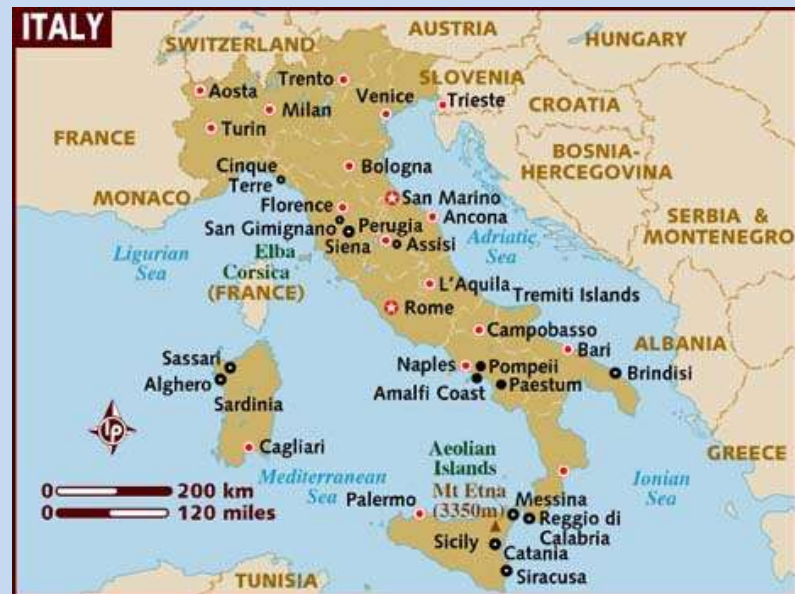 ITALY
SWITZERLAND
AUSTRIA
HUNGARY
Trento
SLOVENIA
Aosta
Milan
Venice
Trieste
CROATIA
Turin
FRANCE
BOSNIA-
HERCEGOVINA
Cinque
Terre
Bologna
MONACO
San Marino
Florence
Ancona
San Gimignano
Perugia
Siena
Assisi
SERBIA &
MONTENEGRO
Ligurian
Sea
Adriatic
Sea
Elba
Corsica
(FRANCE)
L'Aquila
Tremiti Islands
Rome
Campobasso
ALBANIA
Bari
Sassari
Naples
Pompeii
Brindisi
Alghero
Amalfi Coast
Paestum
Sardinia
lp
Cagliari
Aeolian
Islands
GREECE
Mediterranean
Sea
Ionian
Sea
0 200 km
0 120 miles
Palermo
Mt Etna
(3350m)
Messina
Reggio di
Calabria
Sicily
Catania
Siracusa
TUNISIA